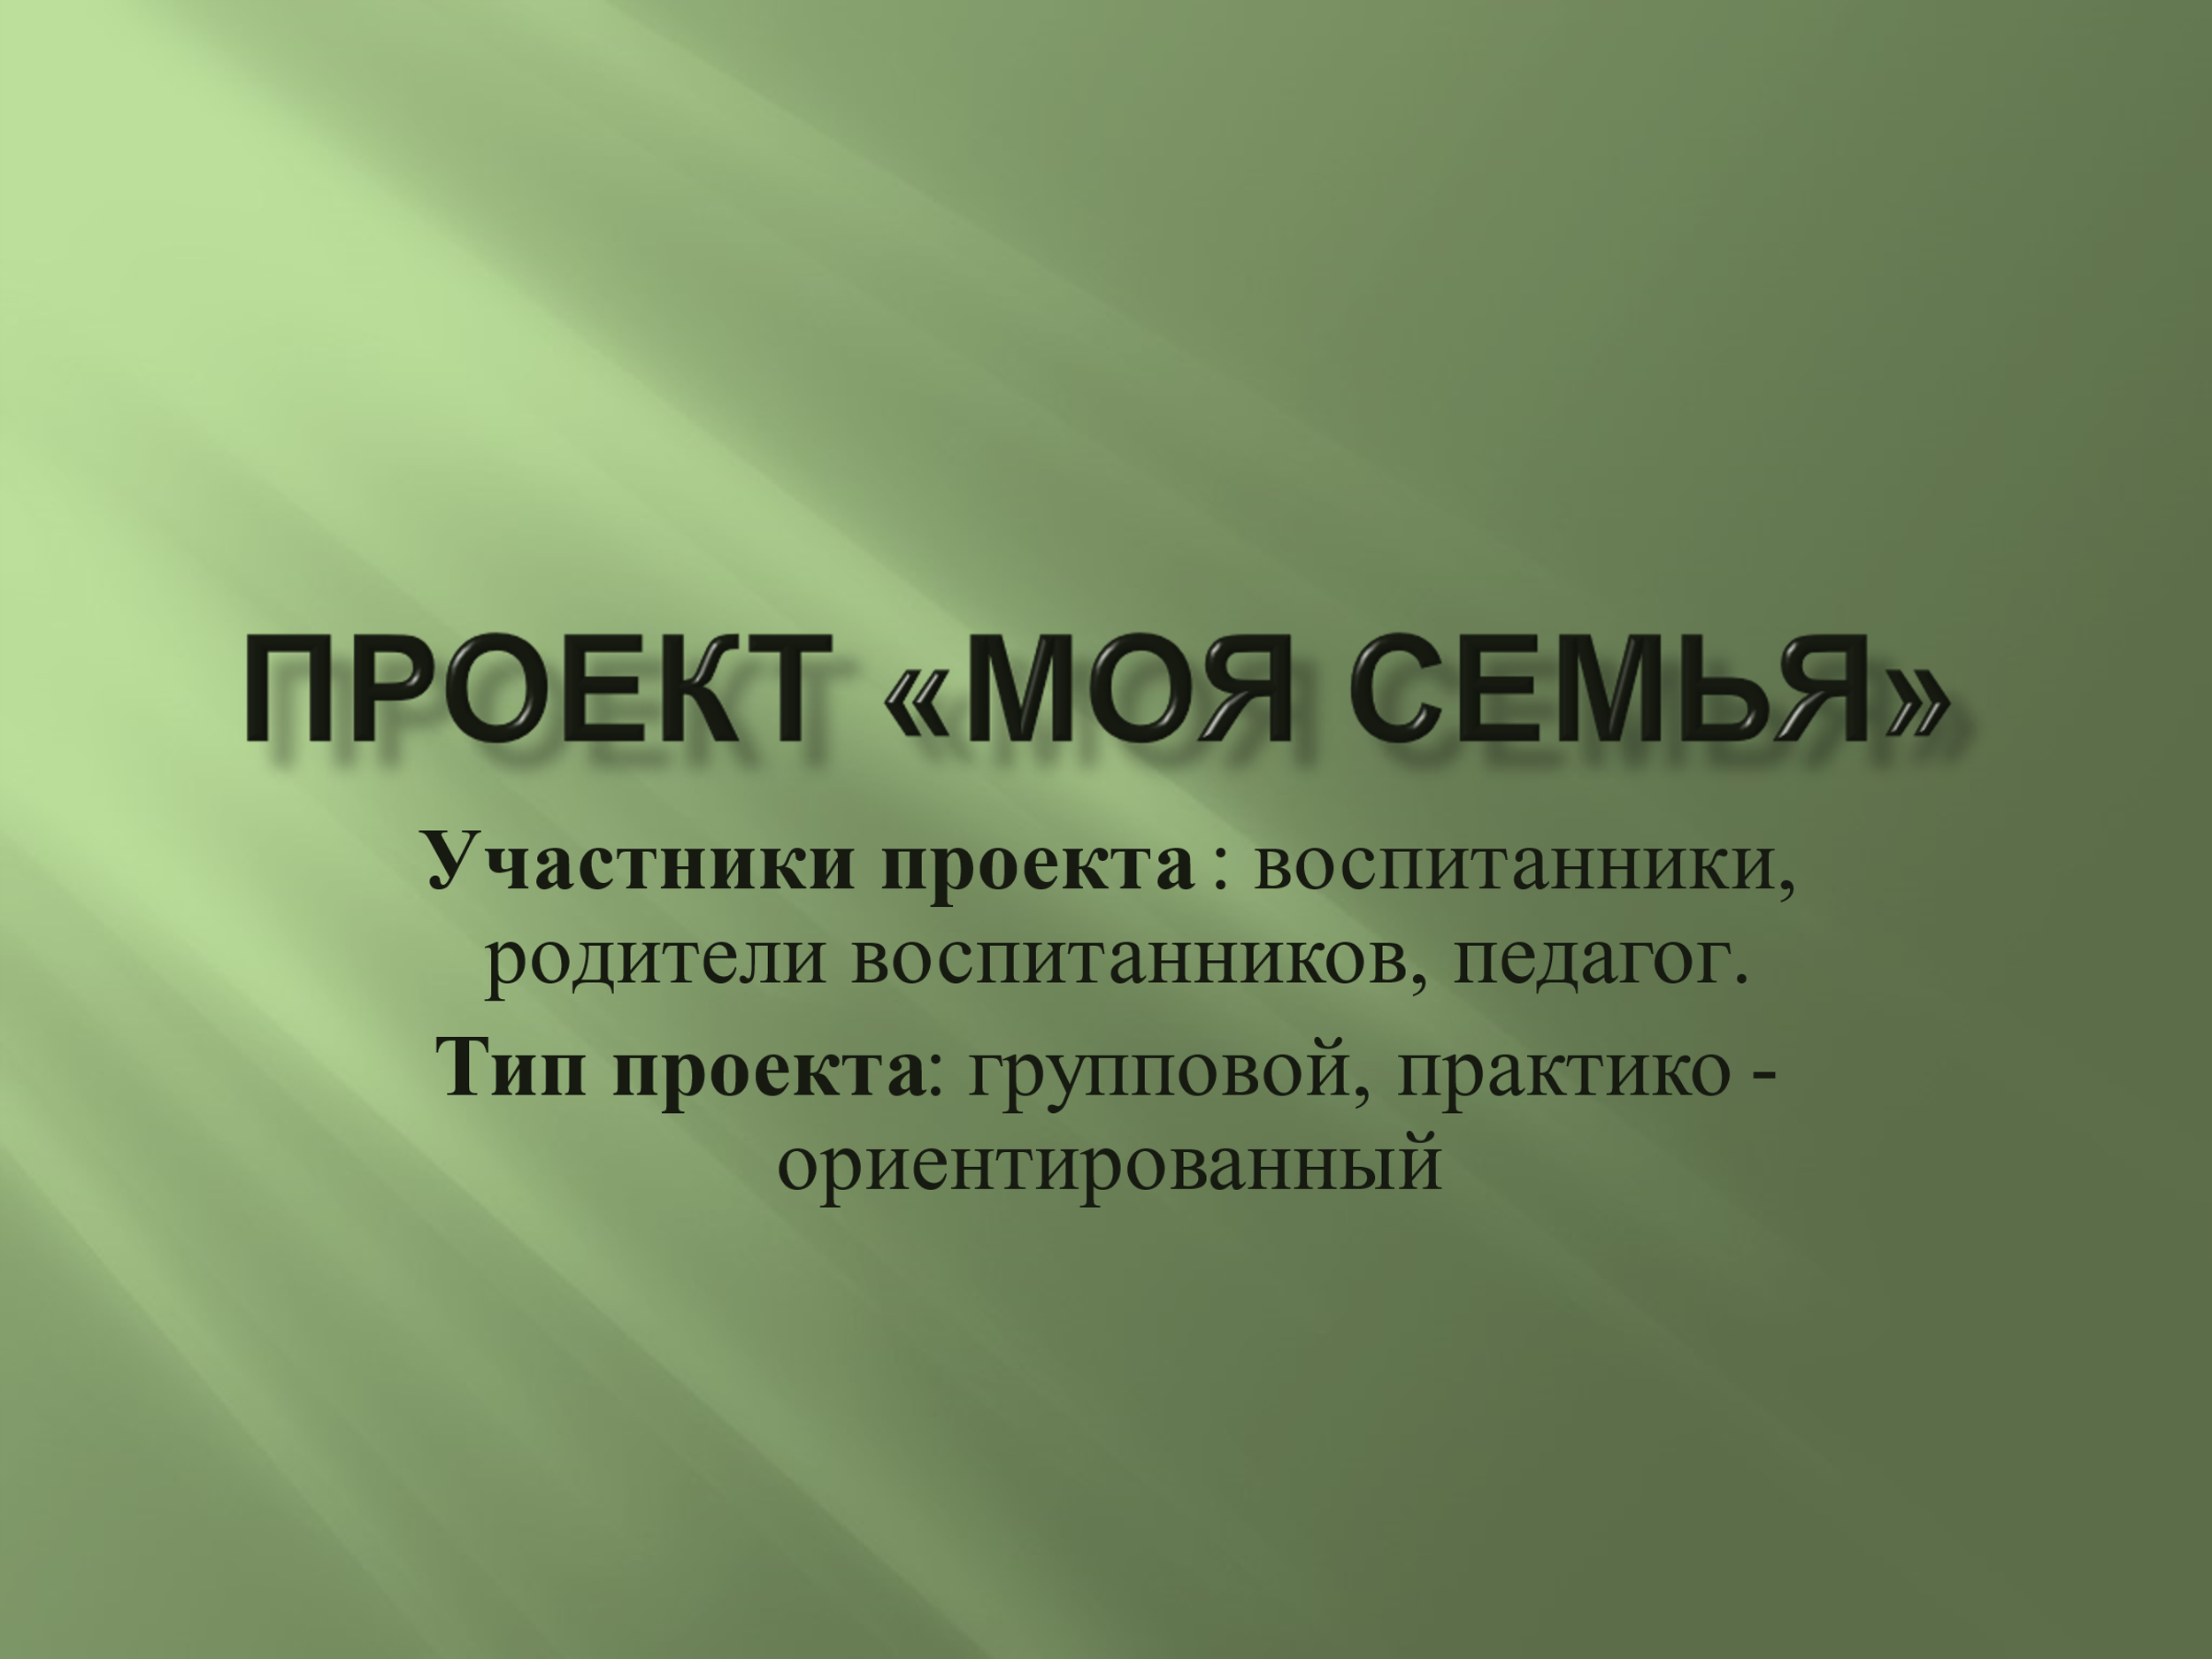 ПРОЕКТ «МОЯ СЕМЬЯ»
Участники проекта : воспитанники,
родители воспитанников, педагог.
Тип проекта: групповой, практико -
ориентированный